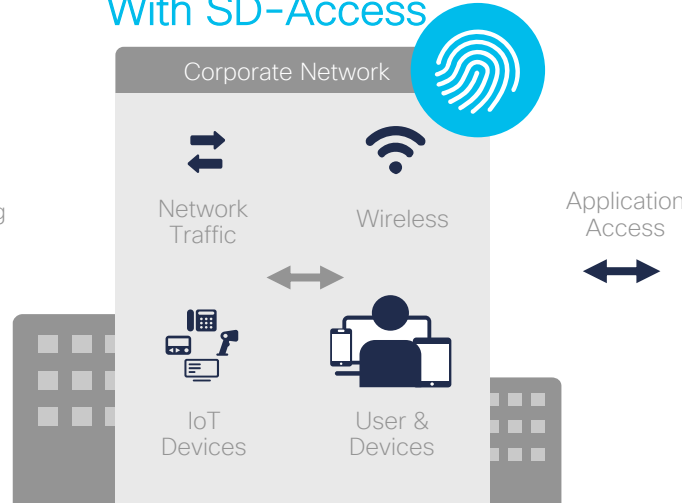 With SD-Access
Corporate Network
Network
Traffic
Wireless
Application
Access
IoT
Devices
User &
Devices